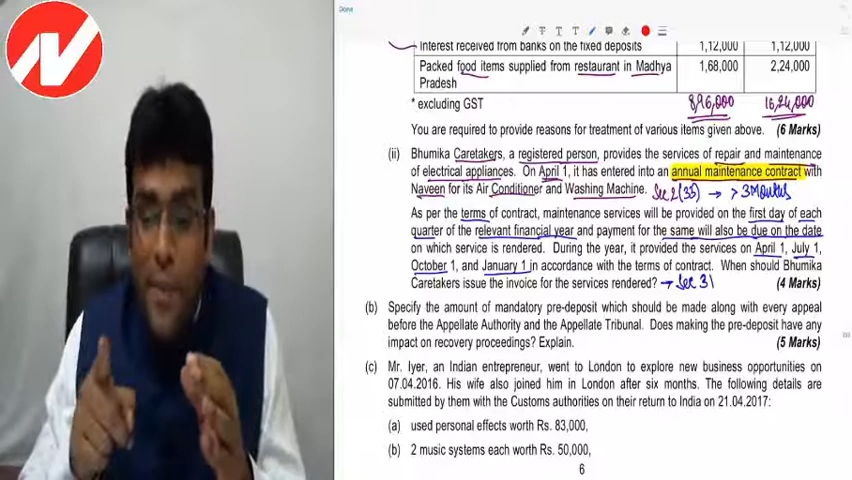 Done
Interest received from banks on the fixed deposits 1,12,000 1,12,000
Packed food items supplied from restaurant in Madhya Pradesh 1,68,000 2,24,000
* excluding GST 8,96,000 16,24,000
You are required to provide reasons for treatment of various items given above. (6 Marks)
(ii) Bhumika Caretakers, a registered person, provides the services of repair and maintenance
of electrical appliances. On April 1, it has entered into an annual maintenance contract with
Naveen for its Air Conditioner and Washing Machine. Sec 2(33) → > 3 Months
As per the terms of contract, maintenance services will be provided on the first day of each
quarter of the relevant financial year and payment for the same will also be due on the date
on which service is rendered. During the year, it provided the services on April 1, July 1,
October 1, and January 1 in accordance with the terms of contract. When should Bhumika
Caretakers issue the invoice for the services rendered? → Sec 31 (4 Marks)
(b) Specify the amount of mandatory pre-deposit which should be made along with every appeal
before the Appellate Authority and the Appellate Tribunal. Does making the pre-deposit have any
impact on recovery proceedings? Explain. (5 Marks)
(c) Mr. Iyer, an Indian entrepreneur, went to London to explore new business opportunities on
07.04.2016. His wife also joined him in London after six months. The following details are
submitted by them with the Customs authorities on their return to India on 21.04.2017:
(a) used personal effects worth Rs. 83,000,
(b) 2 music systems each worth Rs. 50,000,
6